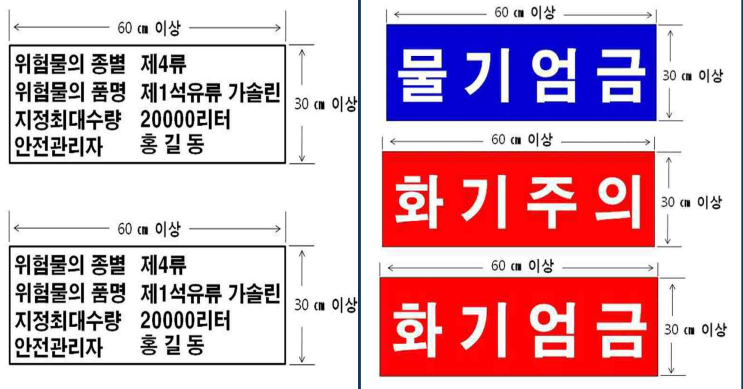 60 ㎝ 이상
위험물의 종별 제4류
위험물의 품명 제1석유류 가솔린
지정최대수량 20000리터
안전관리자 홍 길 동
30 ㎝ 이상
60 ㎝ 이상
위험물의 종별 제4류
위험물의 품명 제1석유류 가솔린
지정최대수량 20000리터
안전관리자 홍 길 동
30 ㎝ 이상
60 ㎝ 이상
물기엄금
30 ㎝ 이상
60 ㎝ 이상
화기주의
30 ㎝ 이상
60 ㎝ 이상
화기엄금
30 ㎝ 이상